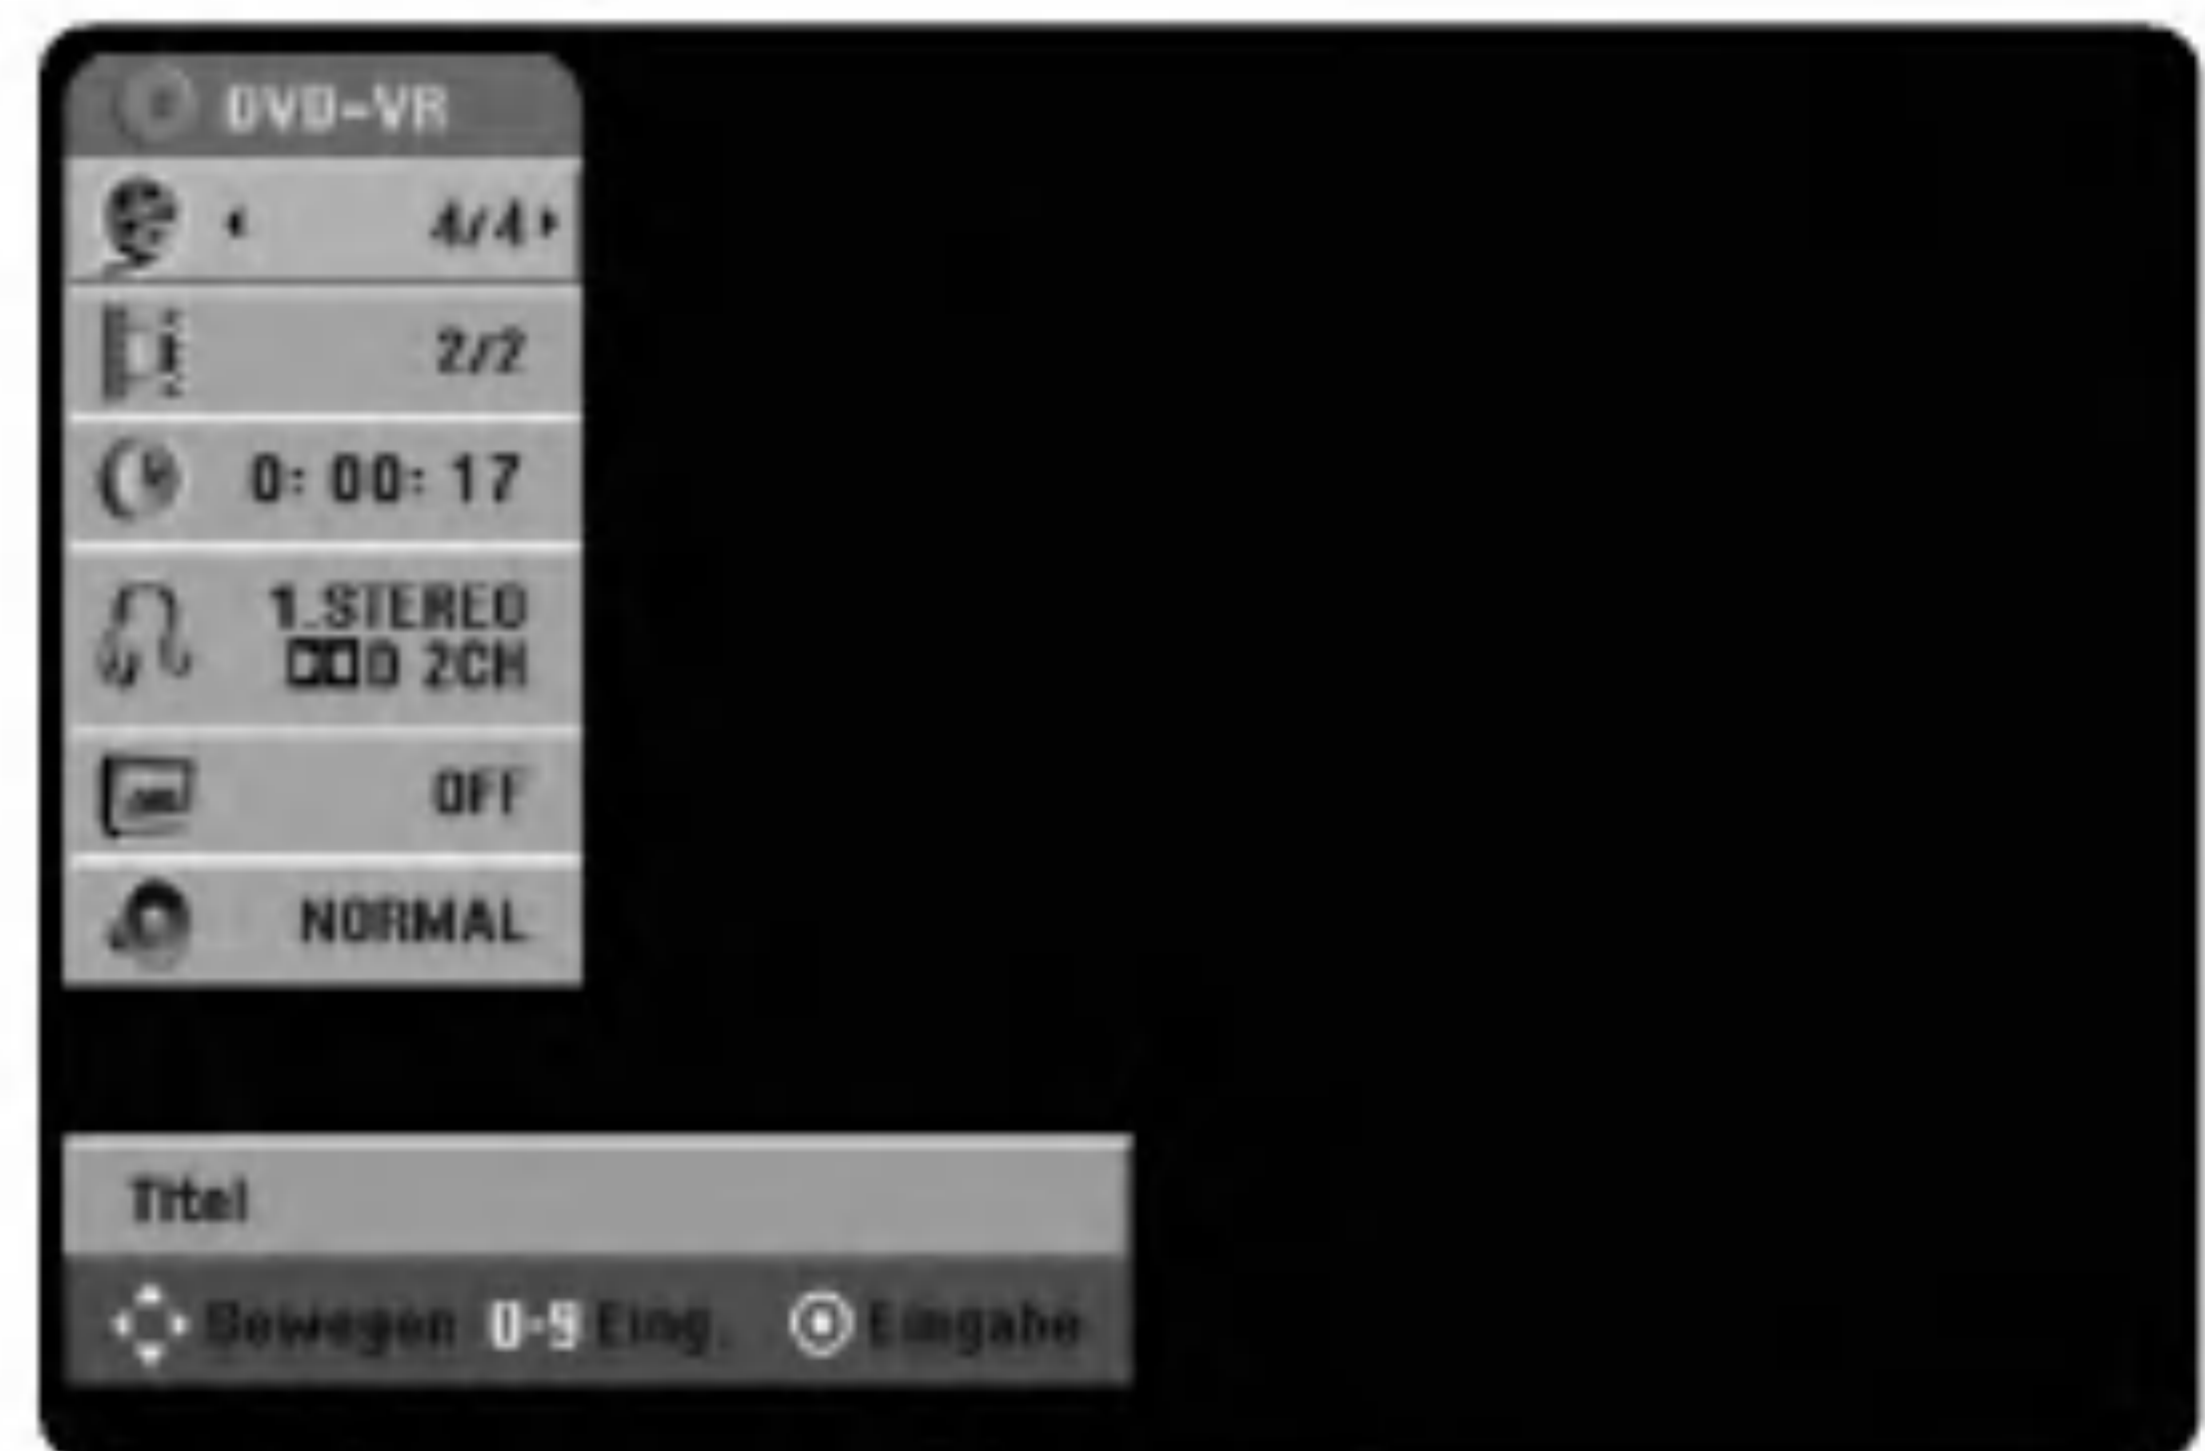 DVD-VR
4/4
2/2
0: 00: 17
1.STEREO
D 2CH
OFF
NORMAL
Titel
Bewegen 0-9 Eing. Eingabe